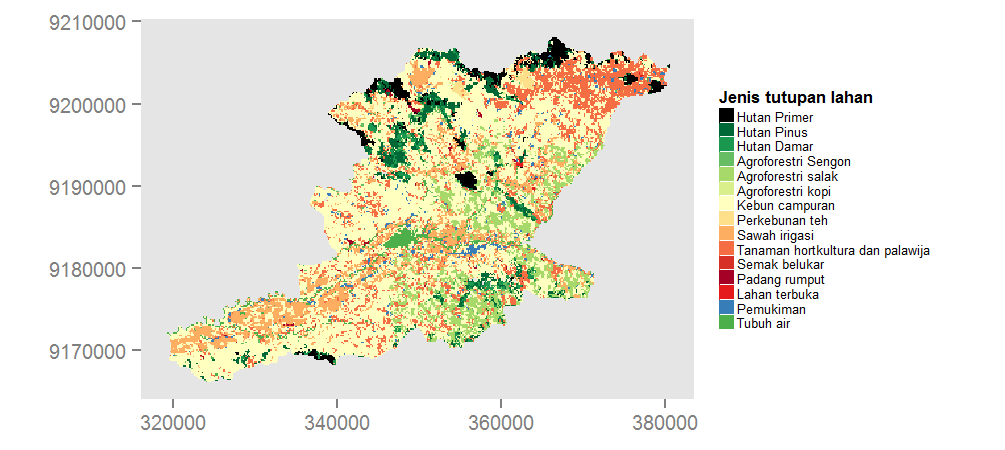 9210000
9200000
9190000
9180000
9170000
320000
340000
360000
380000
Jenis tutupan lahan
Hutan Primer
Hutan Pinus
Hutan Damar
Agroforestri Sengon
Agroforestri salak
Agroforestri kopi
Kebun campuran
Perkebunan teh
Sawah irigasi
Tanaman hortkultura dan palawija
Semak belukar
Padang rumput
Lahan terbuka
Pemukiman
Tubuh air